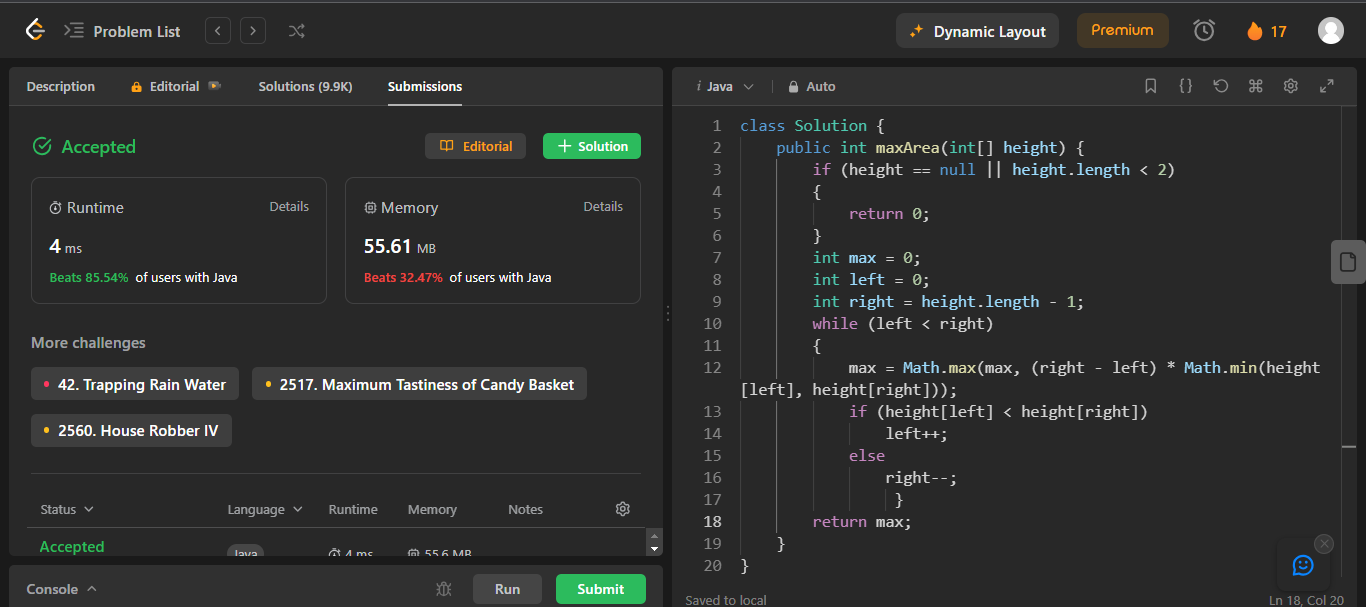 Problem List
Dynamic Layout
Premium
17
Description
Editorial
Solutions (9.9K)
Submissions
Accepted
Editorial
Solution
Runtime
Details
4 ms
Beats 85.54% of users with Java
Memory
Details
55.61 MB
Beats 32.47% of users with Java
More challenges
42. Trapping Rain Water
2517. Maximum Tastiness of Candy Basket
2560. House Robber IV
Status
Language
Runtime
Memory
Notes
Accepted
Java
4 ms
55.6 MB
Console
Run
Submit
i Java
Auto
1 class Solution {
2 public int maxArea(int[] height) {
3 if (height == null || height.length < 2)
4 {
5 return 0;
6 }
7 int max = 0;
8 int left = 0;
9 int right = height.length - 1;
10 while (left < right)
11 {
12 max = Math.max(max, (right - left) * Math.min(height
[left], height[right]));
13 if (height[left] < height[right])
14 left++;
15 else
16 right--;
17 }
18 return max;
19 }
20 }
Saved to local
Ln 18, Col 20